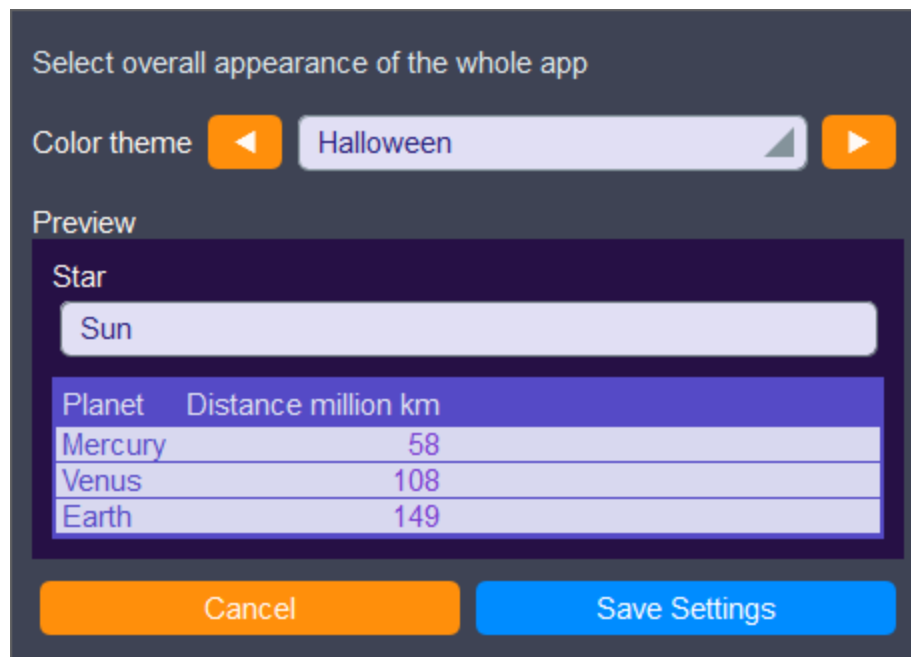 Select overall appearance of the whole app
Color theme Halloween
Preview
Star
Sun
Planet Distance million km
Mercury 58
Venus 108
Earth 149
Cancel Save Settings